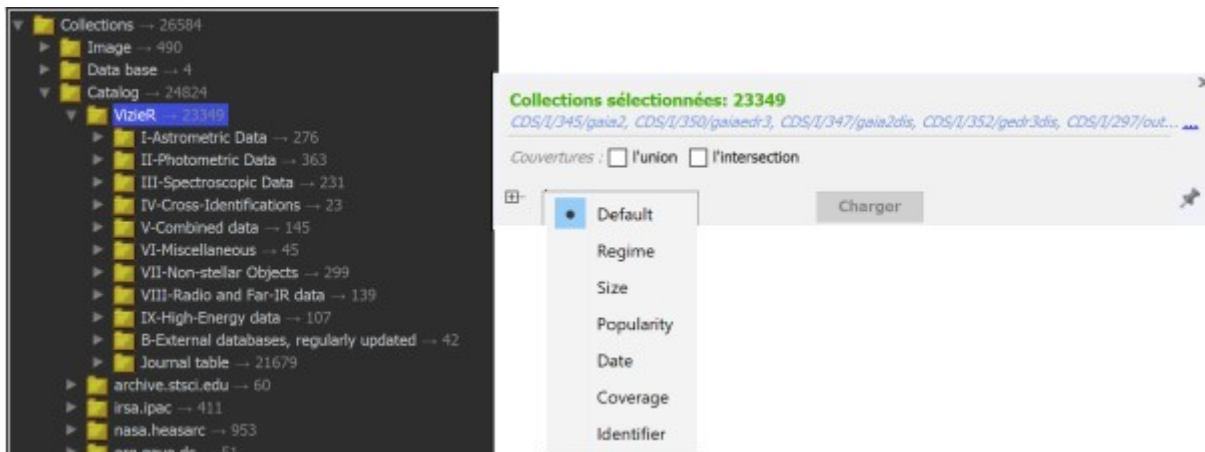 Collections → 26584
Image → 490
Data base → 4
Catalog → 24824
VizieR → 23349
I-Astrometric Data → 276
II-Photometric Data → 363
III-Spectroscopic Data → 231
IV-Cross-Identifications → 23
V-Combined data → 145
VI-Miscellaneous → 45
VII-Non-stellar Objects → 299
VIII-Radio and Far-IR data → 139
IX-High-Energy data → 107
B-External databases, regularly updated → 42
Journal table → 21679
archive.stsci.edu → 60
irsa.ipac → 411
nasa.heasarc → 953
Collections sélectionnées: 23349
CDS/I/345/gaia2, CDS/I/350/gaiaedr3, CDS/I/347/gaia2dis, CDS/I/352/gedr3dis, CDS/I/297/out... ...
Couvertures : l'union l'intersection
Charger
Default
Regime
Size
Popularity
Date
Coverage
Identifier